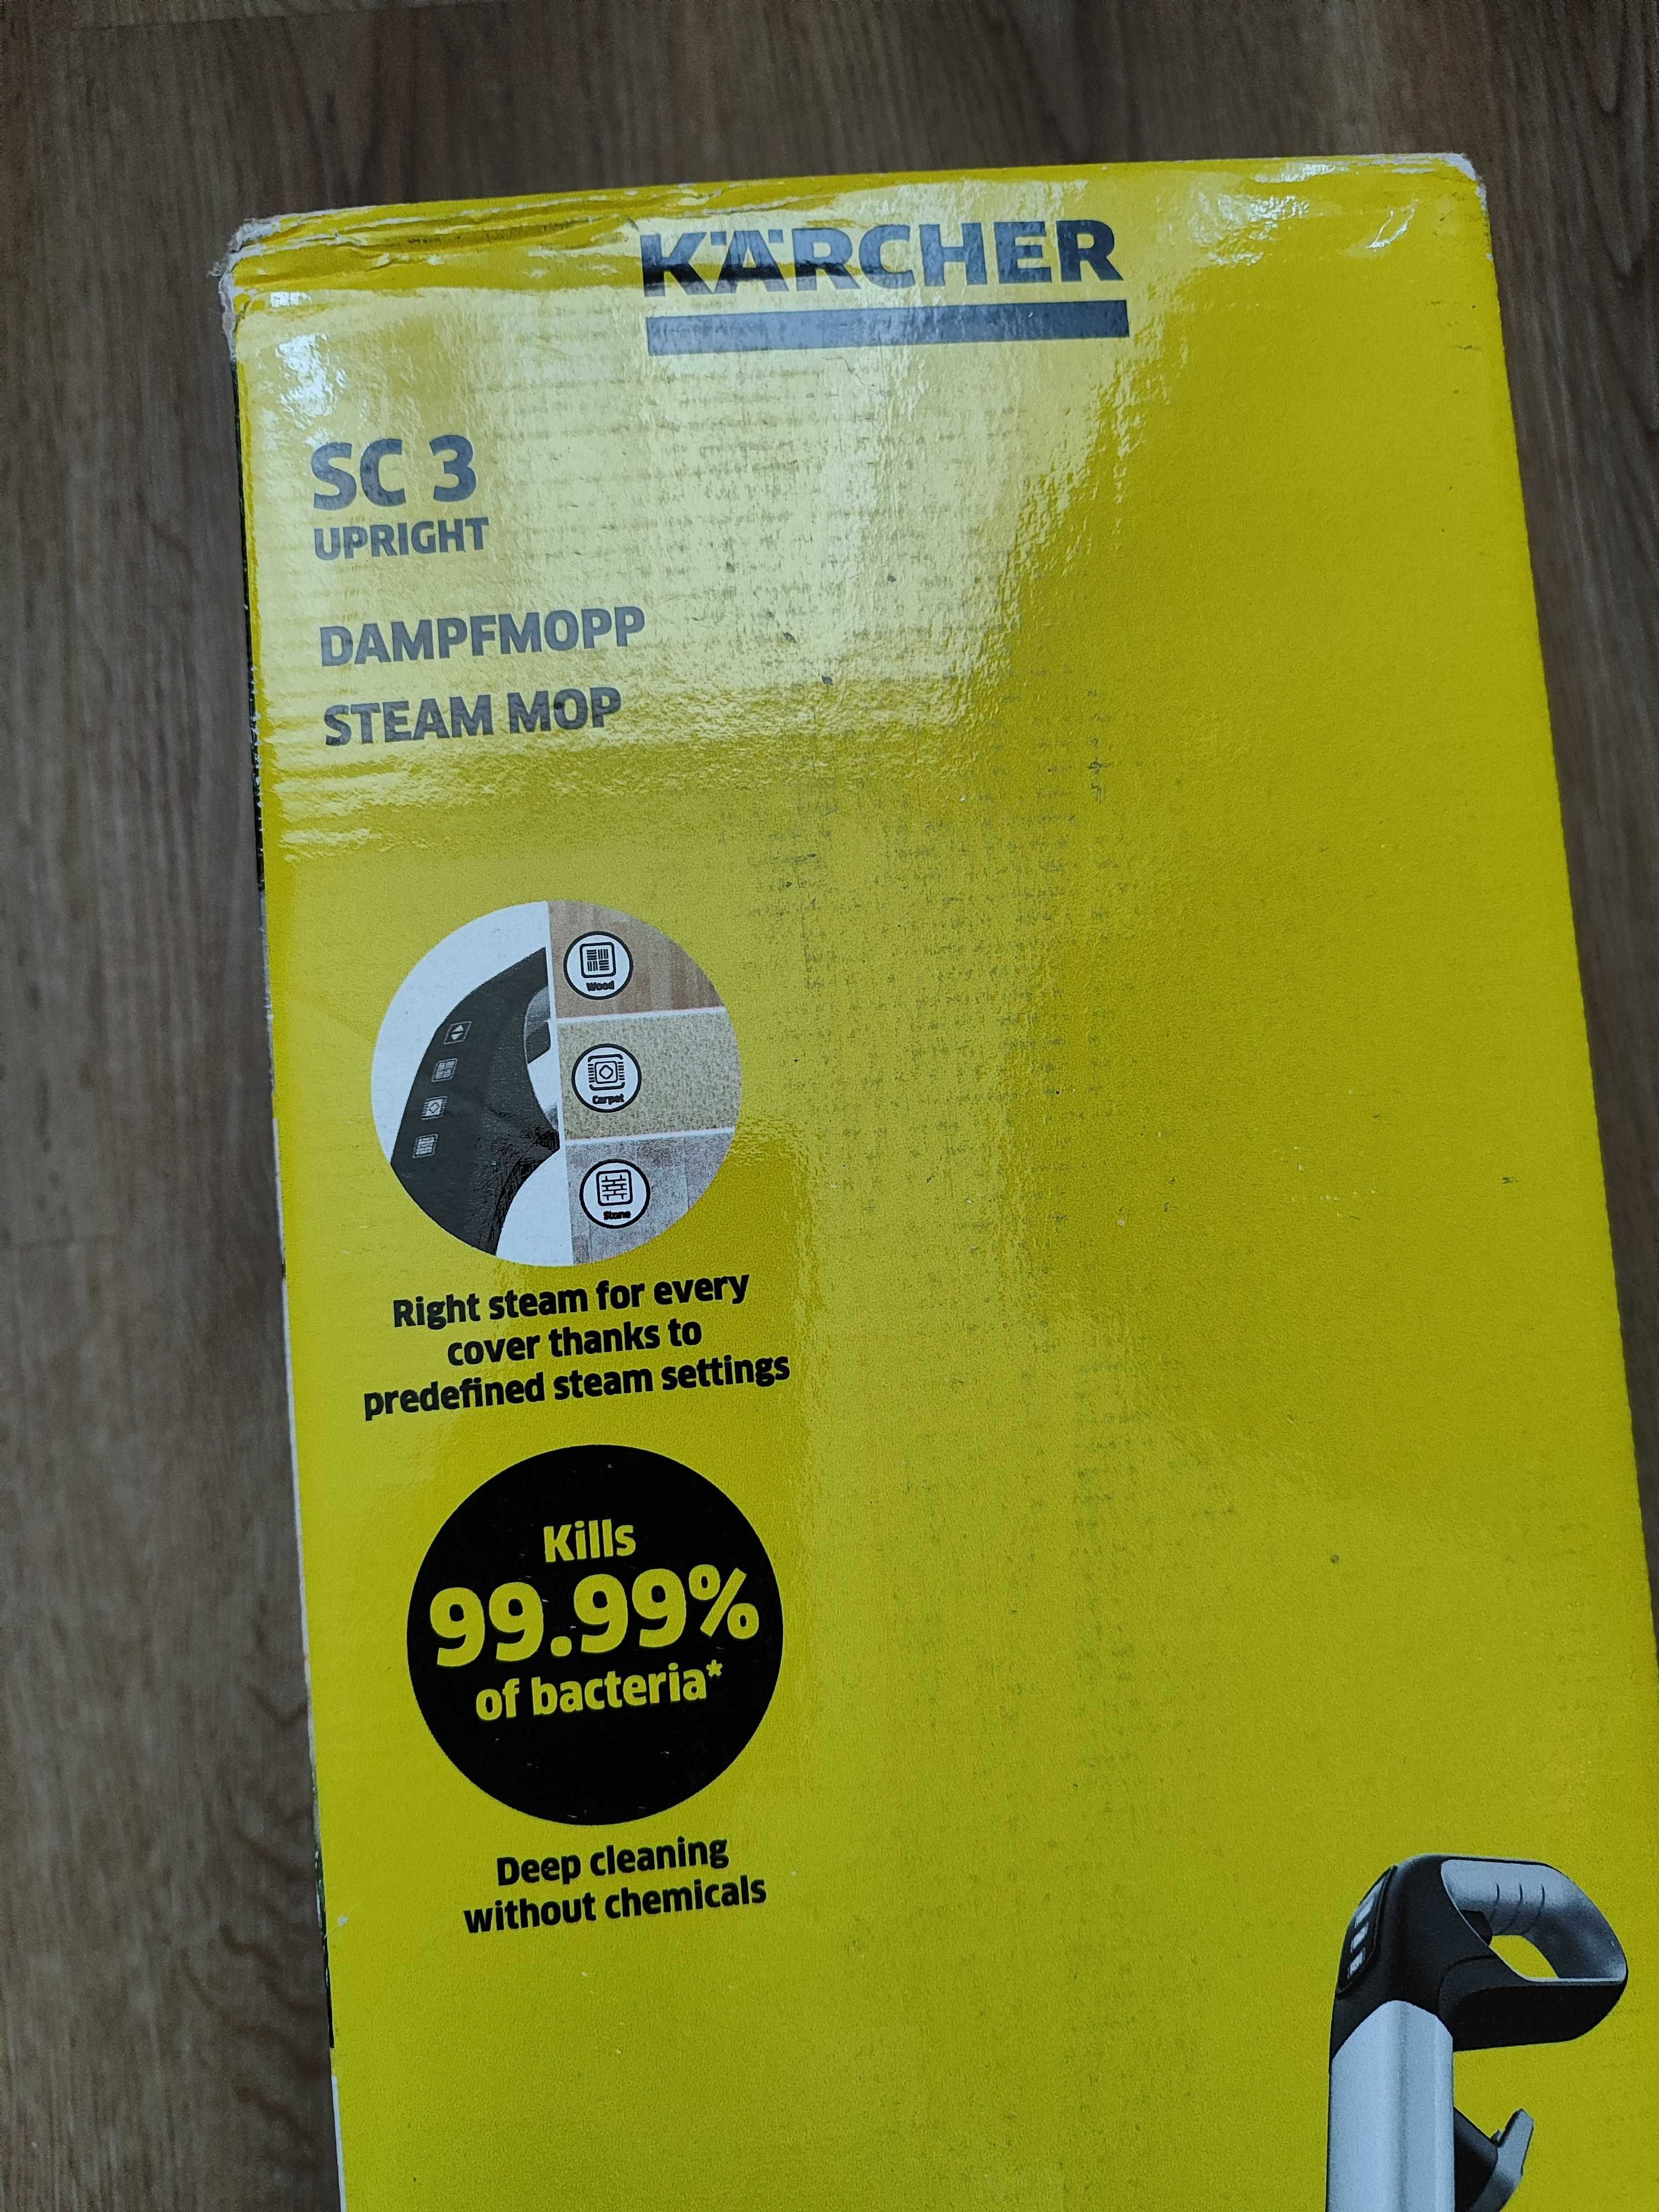 KÄRCHER
SC 3
UPRIGHT
DAMPFMOPP
STEAM MOP
Wood
Carpet
Stone
Right steam for every
cover thanks to
predefined steam settings
Kills
99.99%
of bacteria*
Deep cleaning
without chemicals